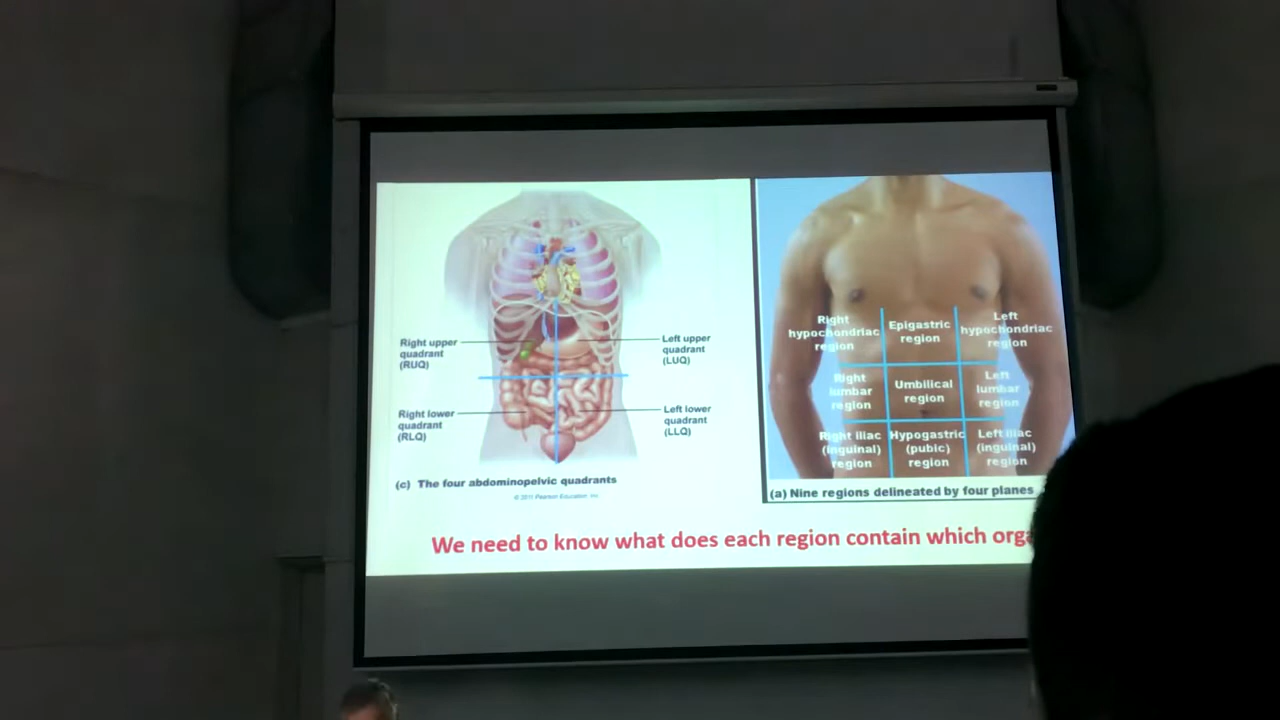 Right upper
quadrant
(RUQ)
Left upper
quadrant
(LUQ)
Right lower
quadrant
(RLQ)
Left lower
quadrant
(LLQ)
(c) The four abdominopelvic quadrants
© 2011 Pearson Education, Inc.
Right
hypochondriac
region
Epigastric
region
Left
hypochondriac
region
Right
lumbar
region
Umbilical
region
Left
lumbar
region
Right iliac
(inguinal)
region
Hypogastric
(pubic)
region
Left iliac
(inguinal)
region
(a) Nine regions delineated by four planes
We need to know what does each region contain which